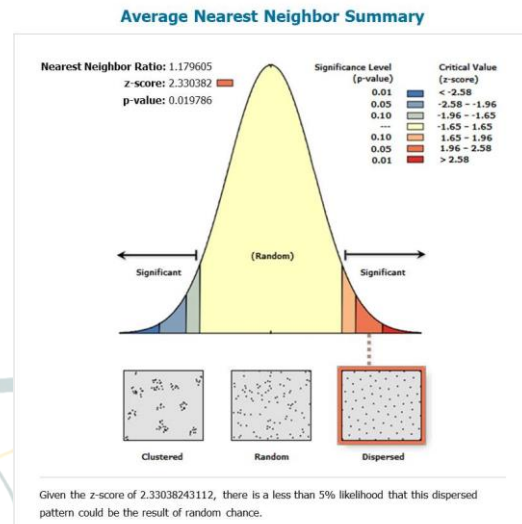 Average Nearest Neighbor Summary
Nearest Neighbor Ratio: 1.179605
z-score: 2.330382
p-value: 0.019786
Significance Level
(p-value)
Critical Value
(z-score)
0.01 < -2.58
0.05 -2.58 – -1.96
0.10 -1.96 – -1.65
--- -1.65 – 1.65
0.10 1.65 – 1.96
0.05 1.96 – 2.58
0.01 > 2.58
Significant
(Random)
Significant
Clustered
Random
Dispersed
Given the z-score of 2.33038243112, there is a less than 5% likelihood that this dispersed
pattern could be the result of random chance.